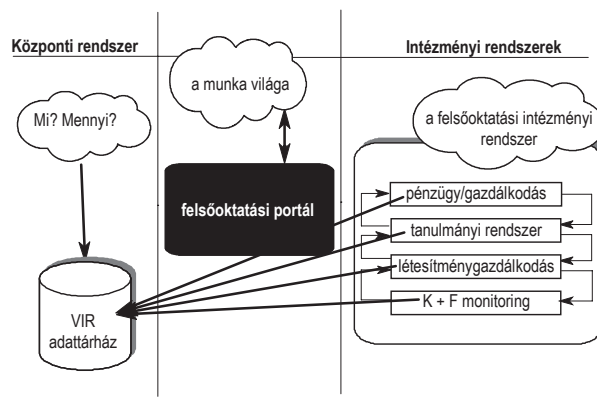 Központi rendszer
Intézményi rendszerek
a munka világa
Mi? Mennyi?
a felsőoktatási intézményi
rendszer
felsőoktatási portál
pénzügy/gazdálkodás
tanulmányi rendszer
létesítménygazdálkodás
K + F monitoring
VIR
adattárház